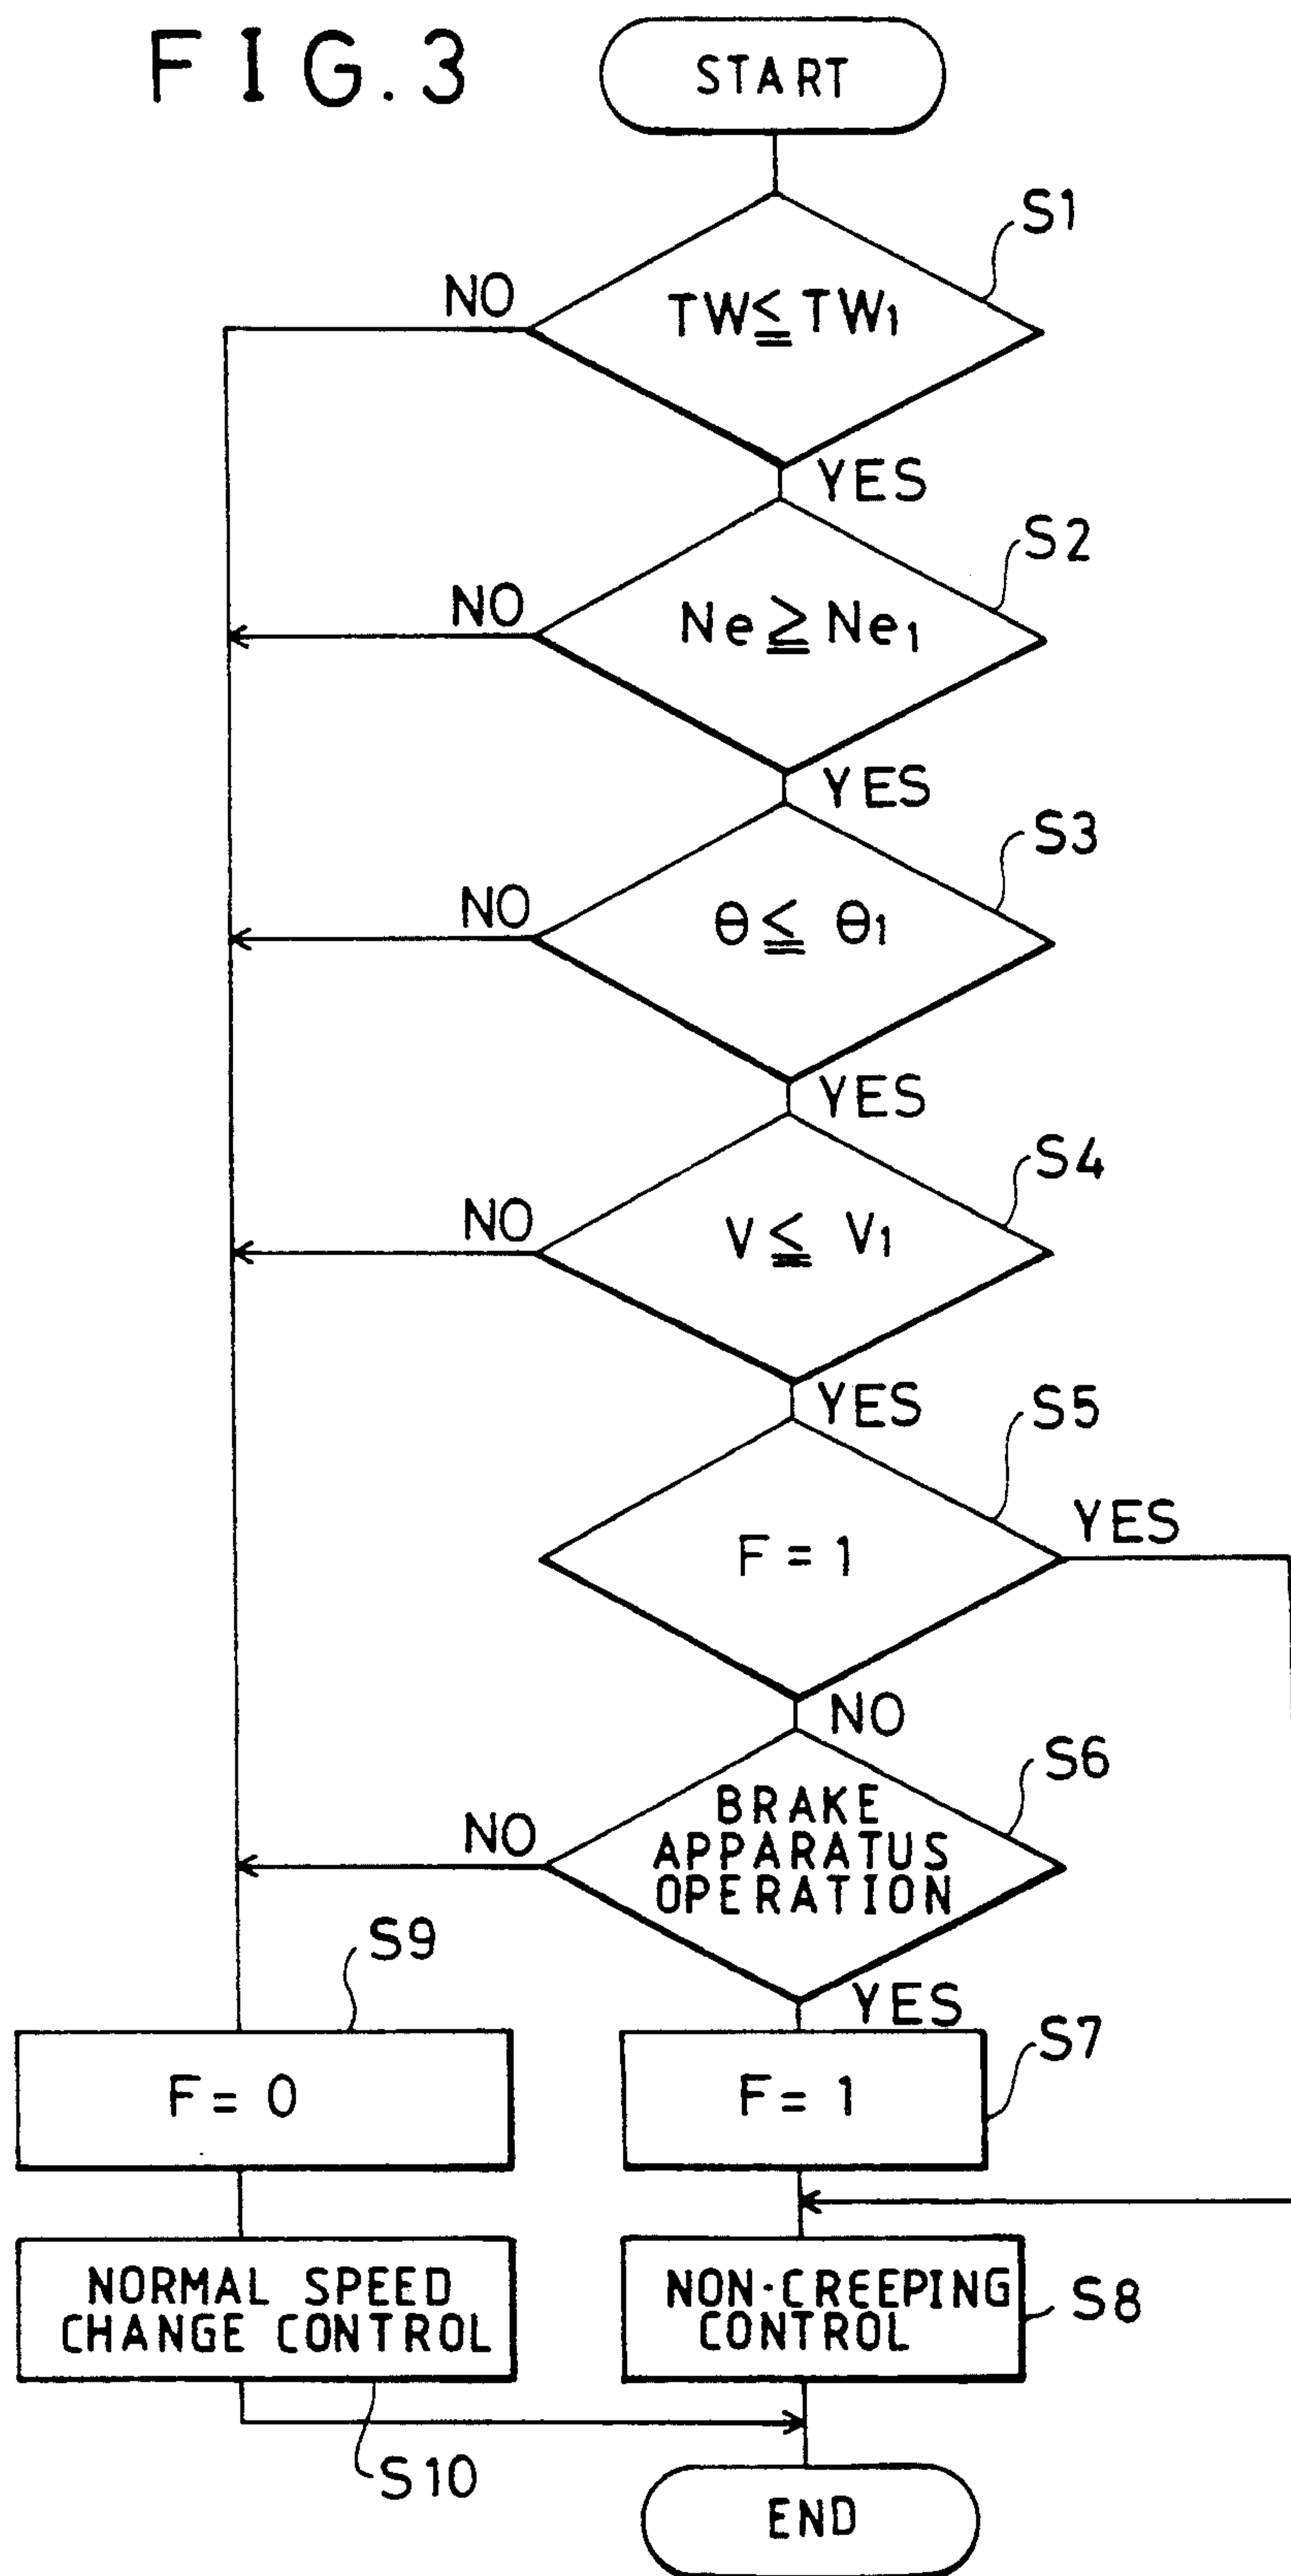 FIG. 3
START
S1
NO
TW ≦ TW₁
YES
S2
NO
Ne ≧ Ne₁
YES
S3
NO
θ ≦ θ₁
YES
S4
NO
V ≦ V₁
YES
S5
YES
F = 1
NO
S6
NO
BRAKE
APPARATUS
OPERATION
S9
YES
S7
F = 0
F = 1
NORMAL SPEED
CHANGE CONTROL
NON-CREEPING
CONTROL
S8
S10
END